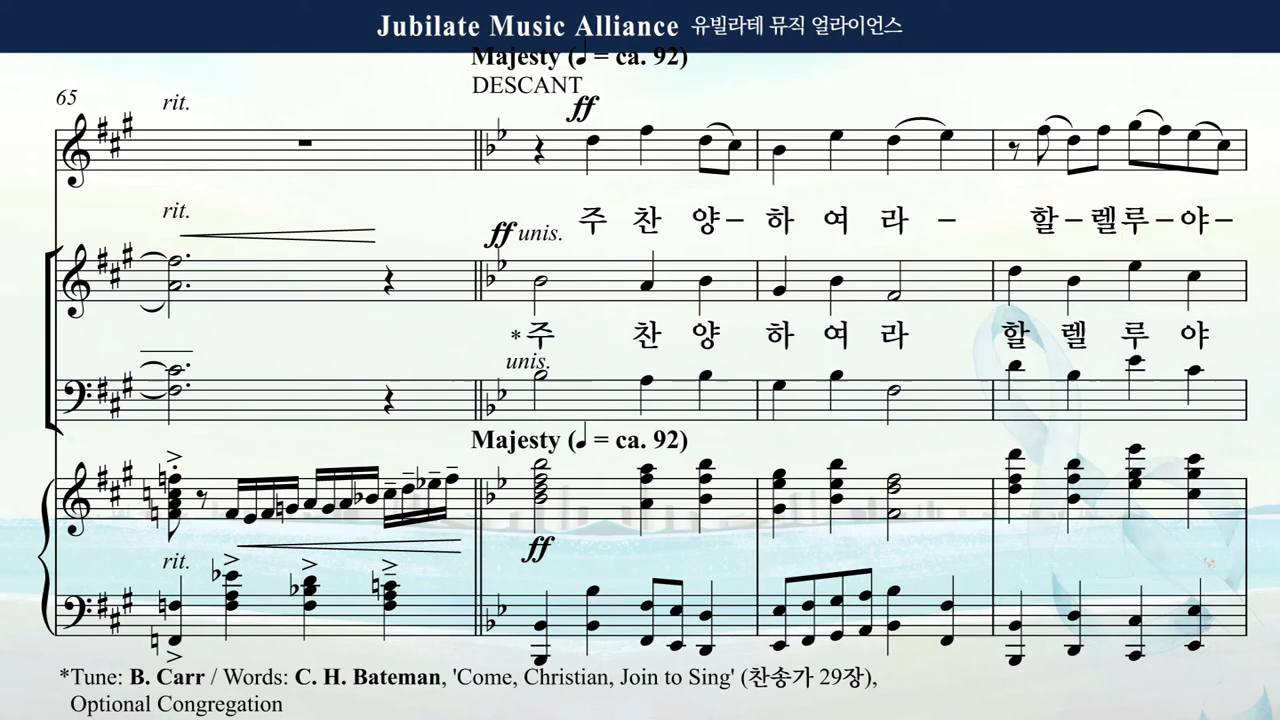 Jubilate Music Alliance 유빌라테 뮤직 얼라이언스
Majesty (♩ = ca. 92)
DESCANT
65
rit.
ff
rit.
주 찬 양 – 하 여 라 – 할 – 렐 루 – 야 –
ff unis.
*주 찬 양 하 여 라 할 렐 루 야
unis.
Majesty (♩ = ca. 92)
ff
rit.
*Tune: B. Carr / Words: C. H. Bateman, 'Come, Christian, Join to Sing' (찬송가 29장),
Optional Congregation